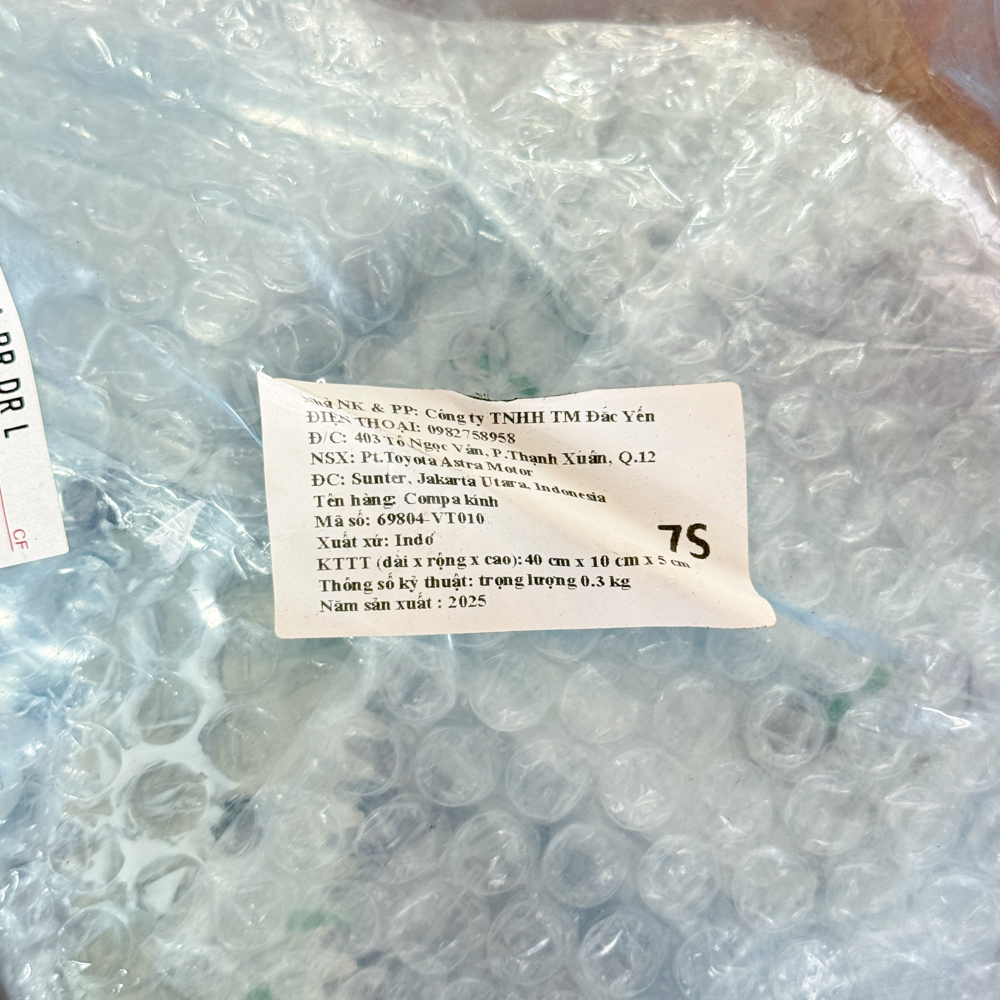 Nhà NK & PP: Công ty TNHH TM Đắc Yến
ĐIỆN THOẠI: 0982758958
Đ/C: 403 Tô Ngọc Vân, P.Thạnh Xuân, Q.12
NSX: Pt.Toyota Astra Motor
ĐC: Sunter, Jakarta Utara, Indonesia
Tên hàng: Compa kính
Mã số: 69804-VT010
Xuất xứ: Indo
KTTT (dài x rộng x cao): 40 cm x 10 cm x 5 cm
Thông số kỹ thuật: trọng lượng 0.3 kg
Năm sản xuất : 2025
7S
DR L
CF